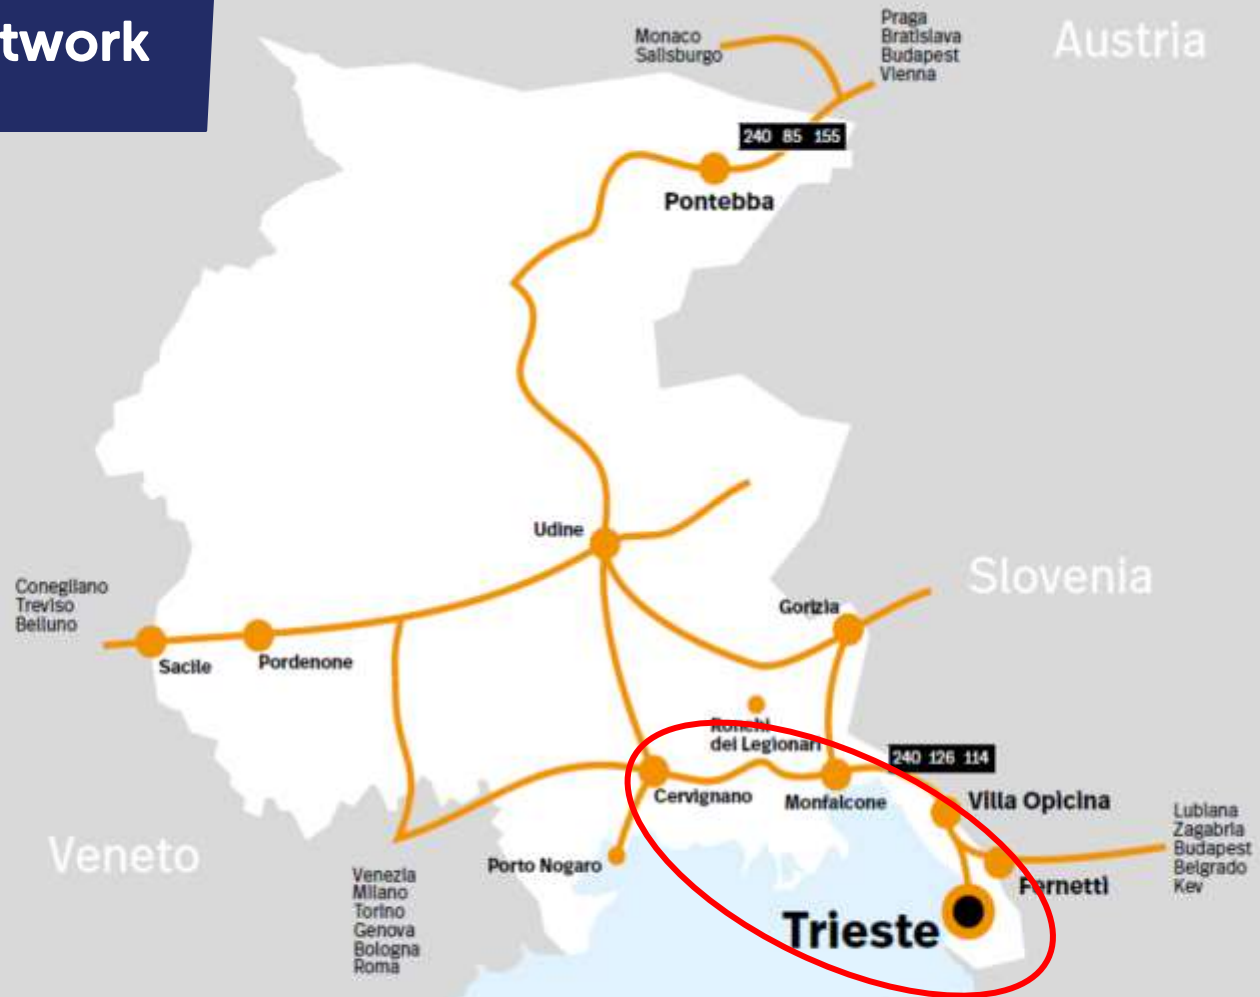 twork
Monaco
Salisburgo
Praga
Bratislava
Budapest
Vienna
Austria
240 85 155
Pontebba
Udine
Slovenia
Conegliano
Treviso
Belluno
Gorizia
Sacile
Pordenone
Ronchi
dei Legionari
240 126 114
Cervignano
Monfalcone
Villa Opicina
Lubiana
Zagabria
Budapest
Belgrado
Kev
Veneto
Porto Nogaro
Fernetti
Venezia
Milano
Torino
Genova
Bologna
Roma
Trieste